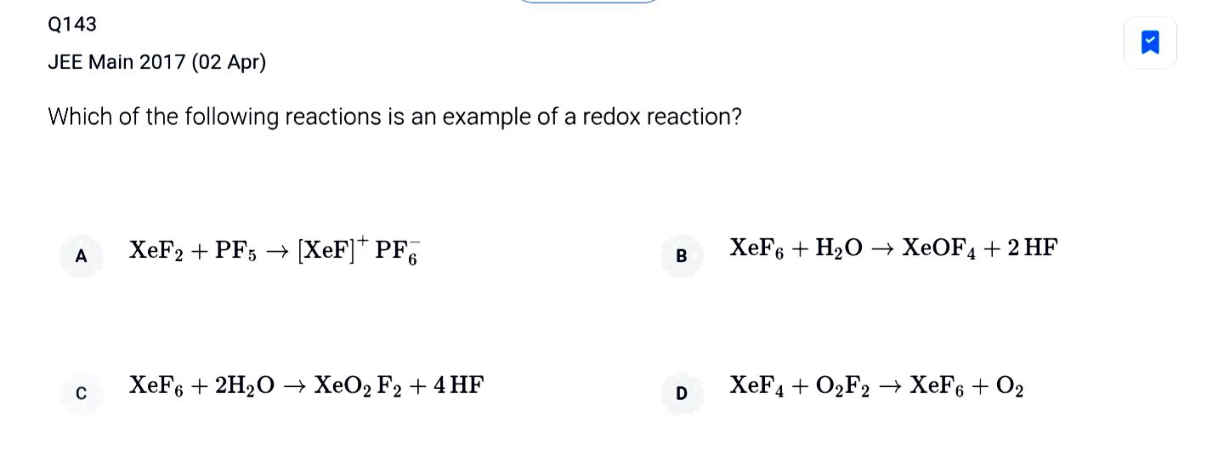 Q143
JEE Main 2017 (02 Apr)
Which of the following reactions is an example of a redox reaction?
A XeF₂ + PF₅ → [XeF]⁺ PF₆⁻
B XeF₆ + H₂O → XeOF₄ + 2 HF
C XeF₆ + 2H₂O → XeO₂ F₂ + 4 HF
D XeF₄ + O₂F₂ → XeF₆ + O₂